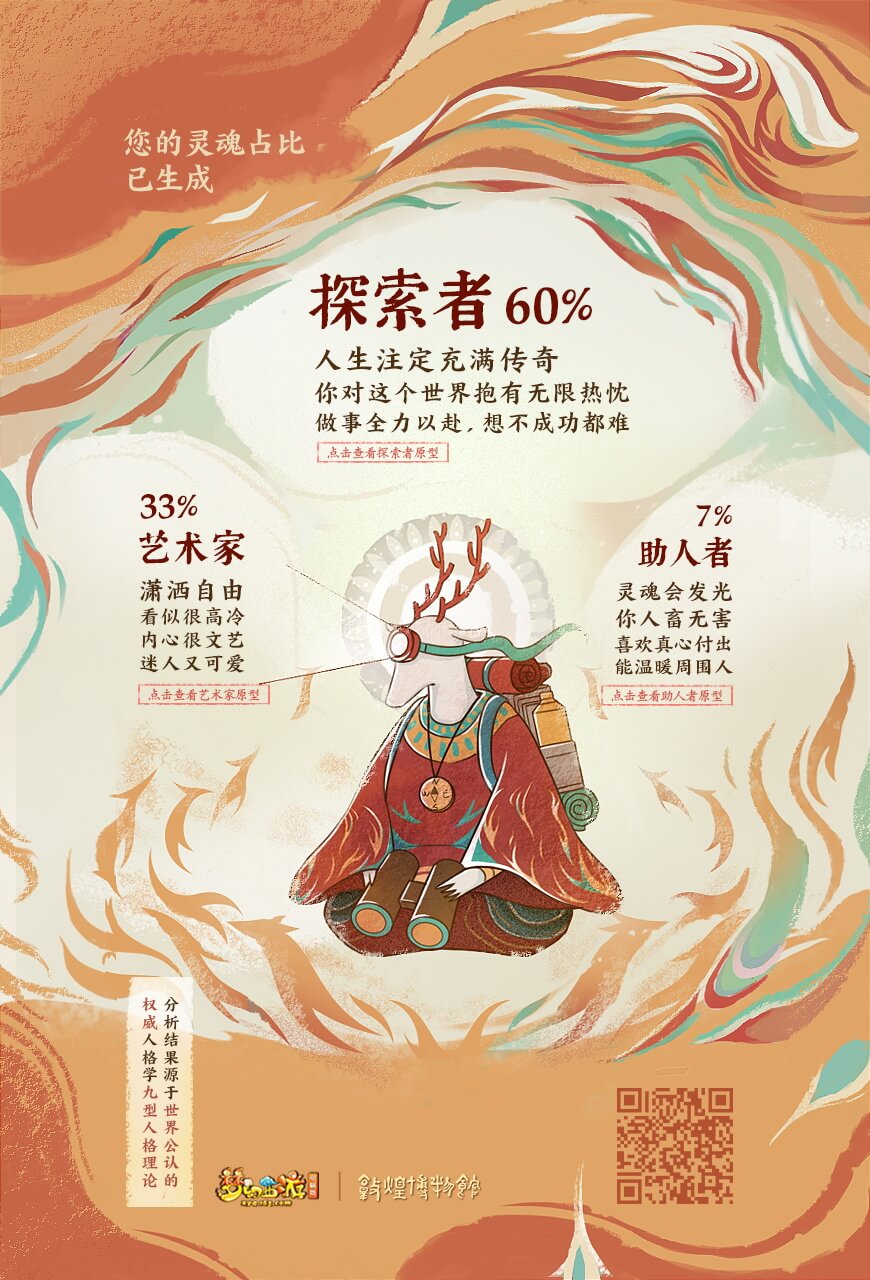 您的灵魂占比
已生成
探索者 60%
人生注定充满传奇
你对这个世界抱有无限热忱
做事全力以赴，想不成功都难
点击查看探索者原型
33%
艺术家
潇洒自由
看似很高冷
内心很文艺
迷人又可爱
点击查看艺术家原型
7%
助人者
灵魂会发光
你人畜无害
喜欢真心付出
能温暖周围人
点击查看助人者原型
分析结果源于世界公认的
权威人格学九型人格理论
梦幻西游
敦煌博物馆